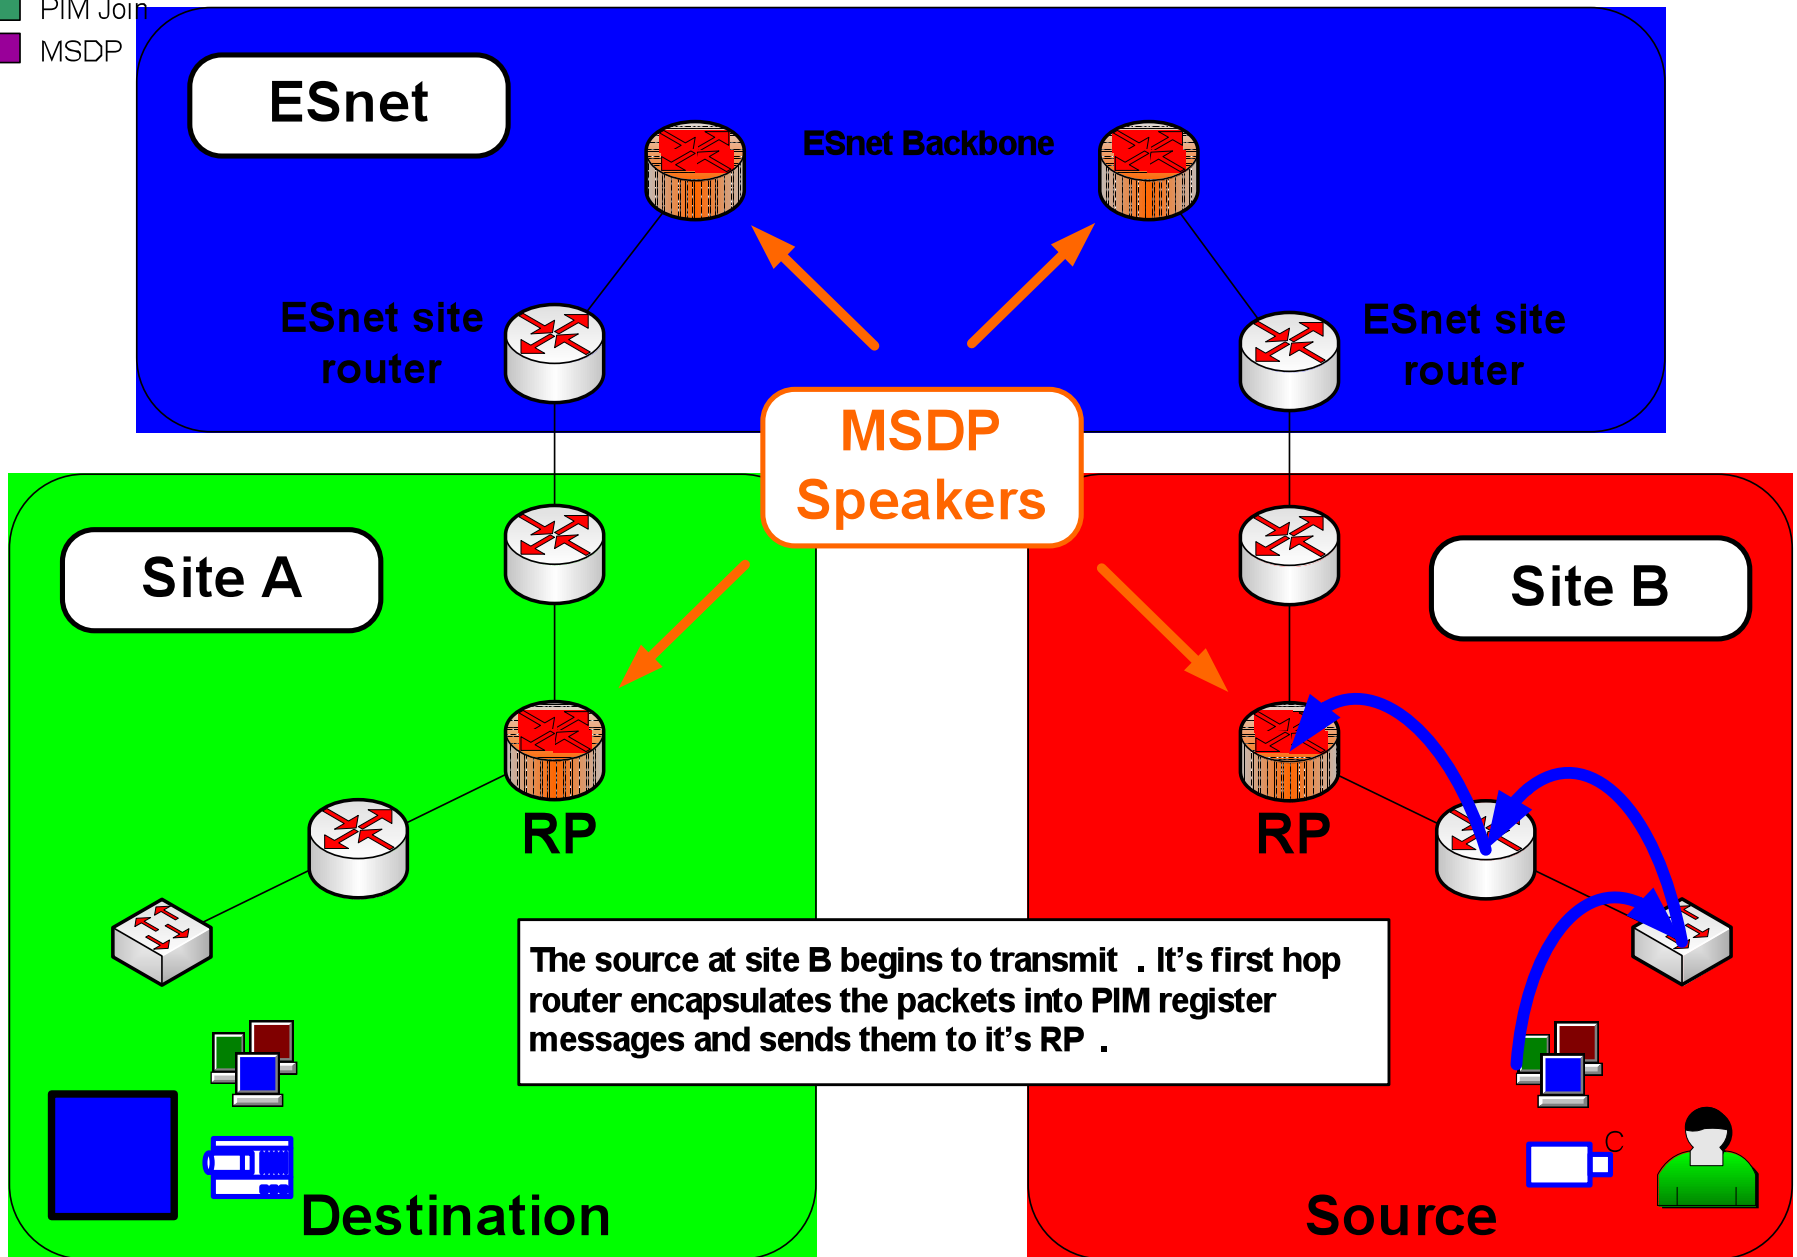 PIM Join
MSDP
ESnet
ESnet Backbone
ESnet site
router
ESnet site
router
MSDP
Speakers
Site A
Site B
RP
RP
The source at site B begins to transmit . It's first hop
router encapsulates the packets into PIM register
messages and sends them to it's RP .
C
Destination
Source